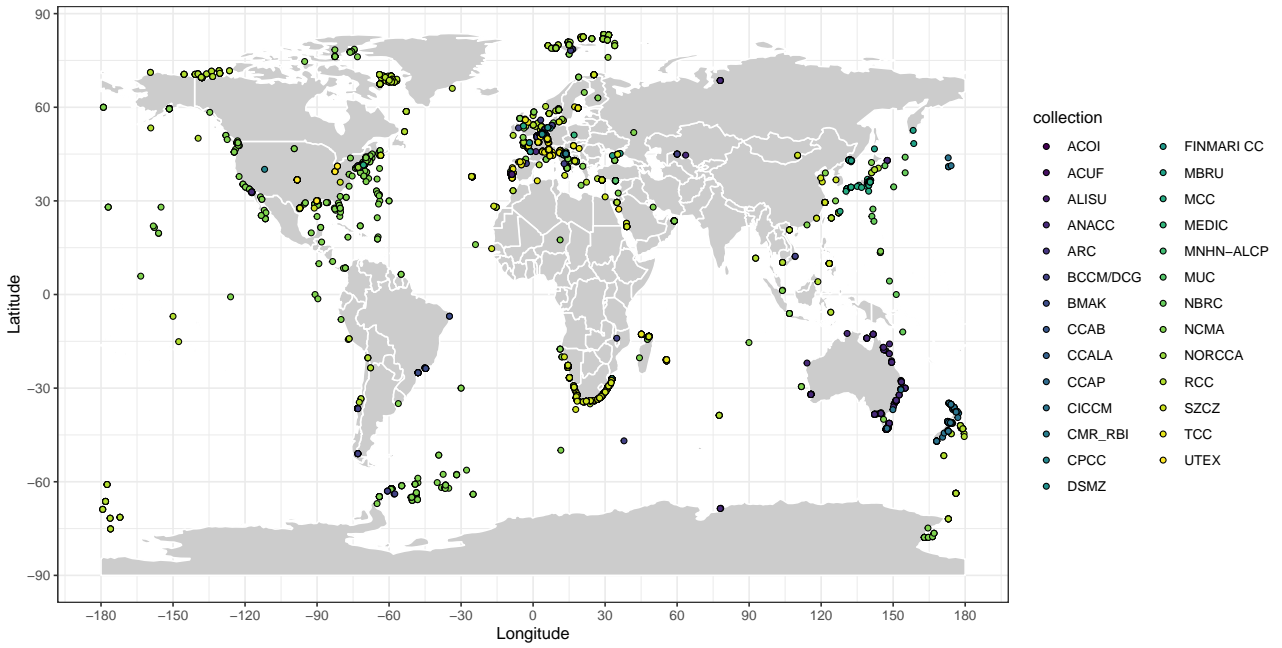 90
60
30
0
−30
−60
−90
Latitude
−180 −150 −120 −90 −60 −30 0 30 60 90 120 150 180
Longitude
collection
ACOI
ACUF
ALISU
ANACC
ARC
BCCM/DCG
BMAK
CCAB
CCALA
CCAP
CICCM
CMR_RBI
CPCC
DSMZ
FINMARI CC
MBRU
MCC
MEDIC
MNHN−ALCP
MUC
NBRC
NCMA
NORCCA
RCC
SZCZ
TCC
UTEX